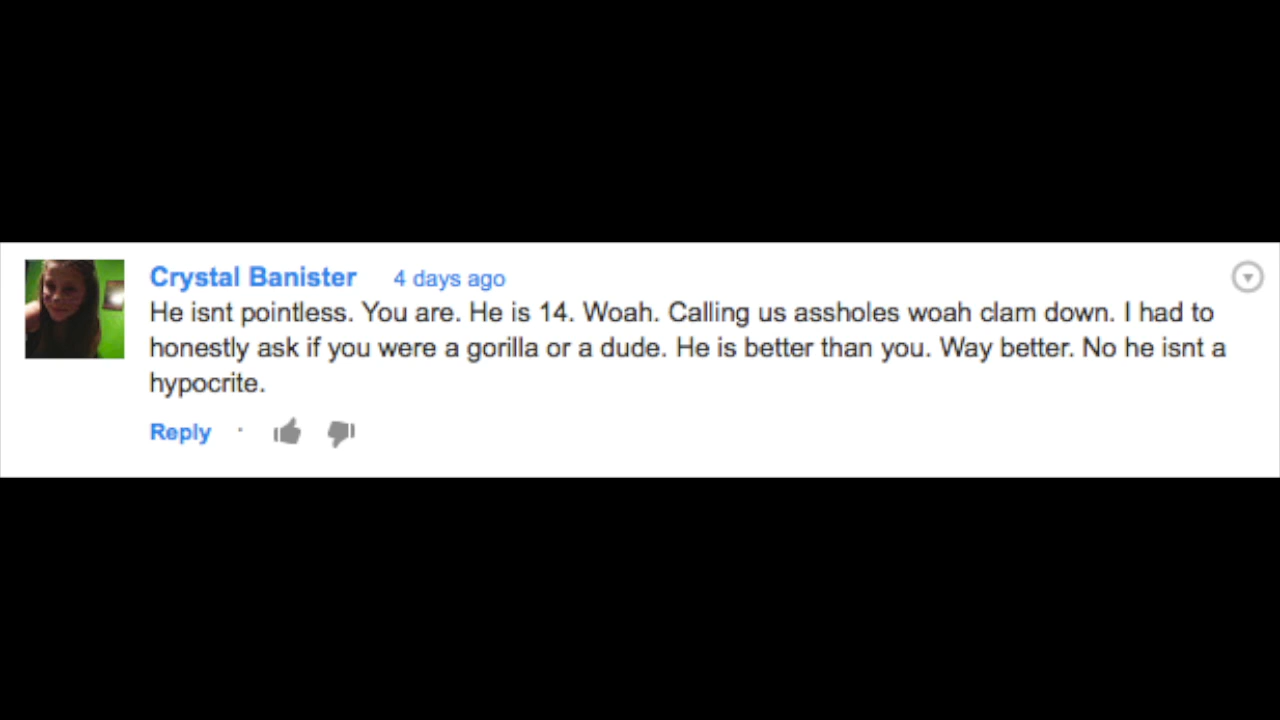 Crystal Banister 4 days ago
He isnt pointless. You are. He is 14. Woah. Calling us assholes woah clam down. I had to
honestly ask if you were a gorilla or a dude. He is better than you. Way better. No he isnt a
hypocrite.
Reply ·